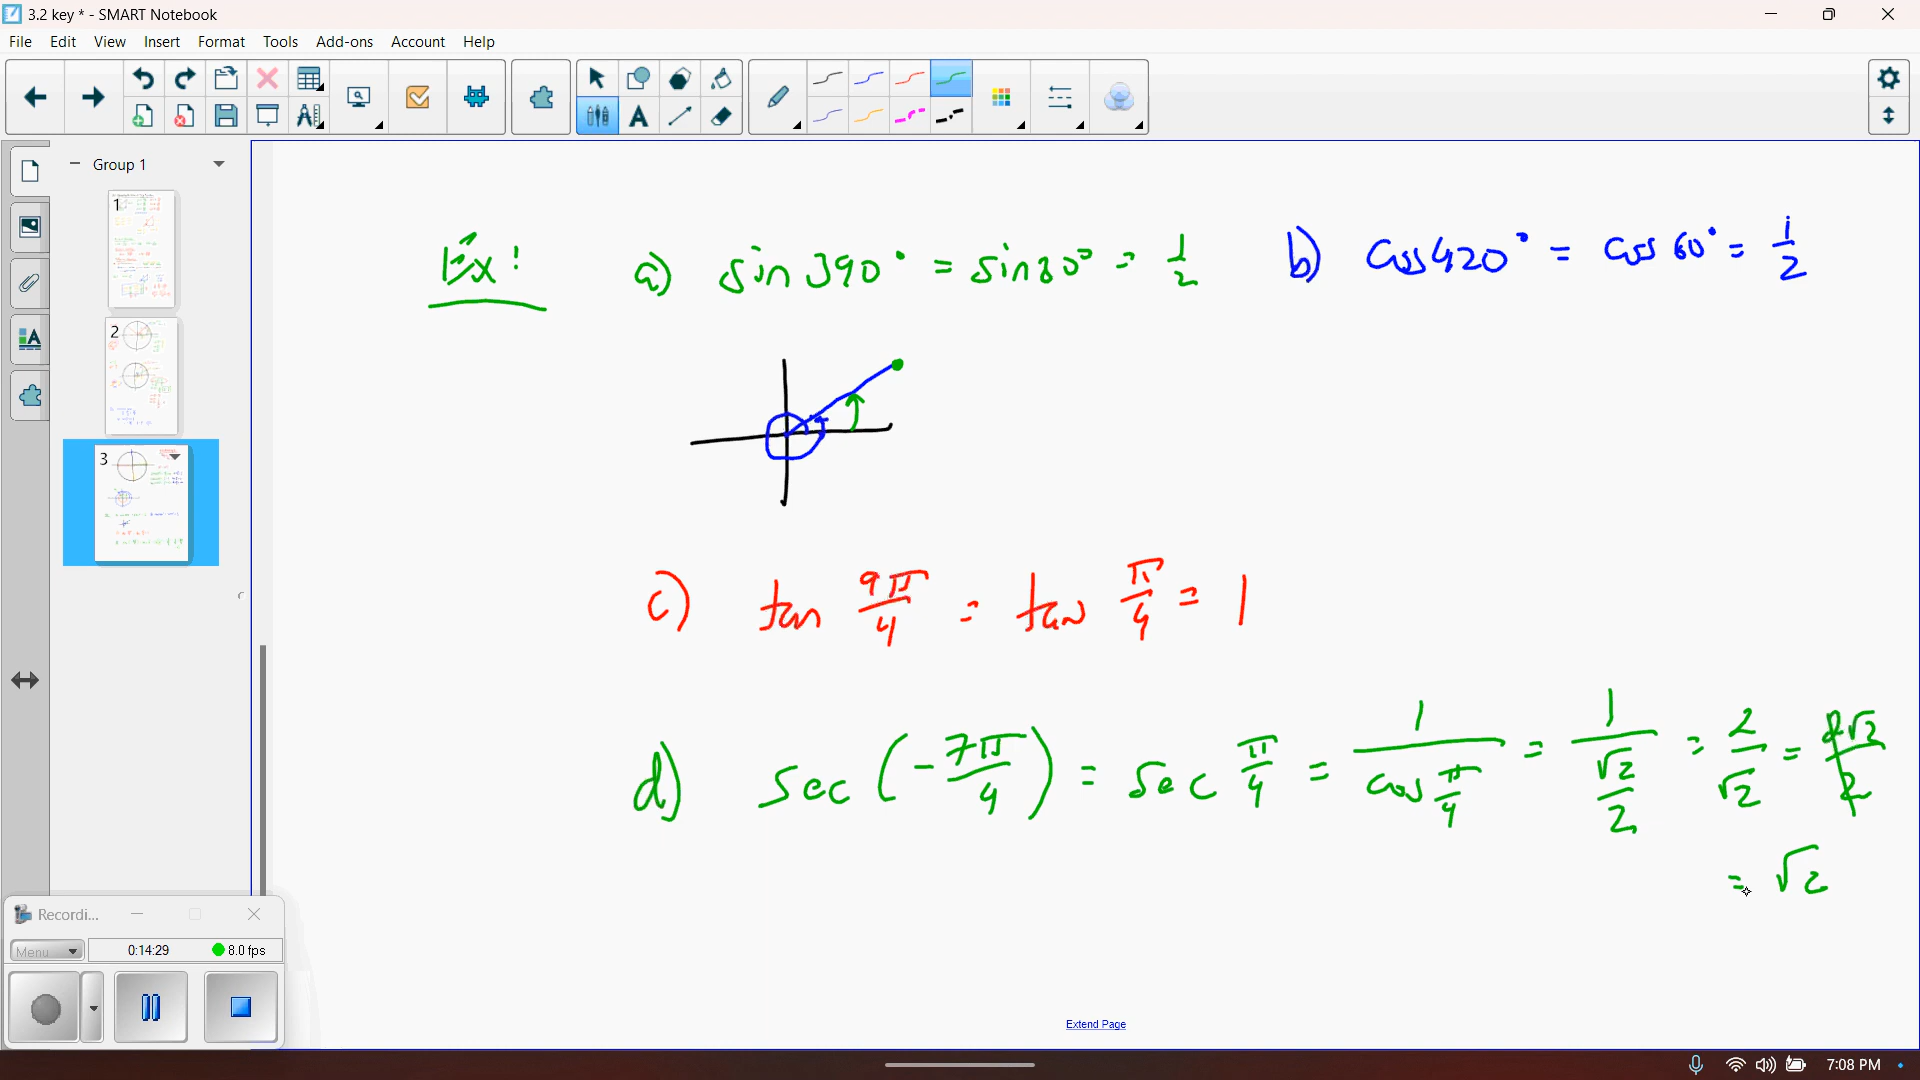 3.2 key * - SMART Notebook
File Edit View Insert Format Tools Add-ons Account Help
Group 1
1
2
3
Ex! a) sin 390° = sin 30° = 1/2 b) cos 420° = cos 60° = 1/2
c) tan 9π/4 = tan π/4 = 1
d) sec (-7π/4) = sec π/4 = 1/(cos π/4) = 1/(√2/2) = 2/√2 = 2√2/2
= √2
Extend Page
Recordi...
Menu 0:14:29 8.0 fps
7:08 PM